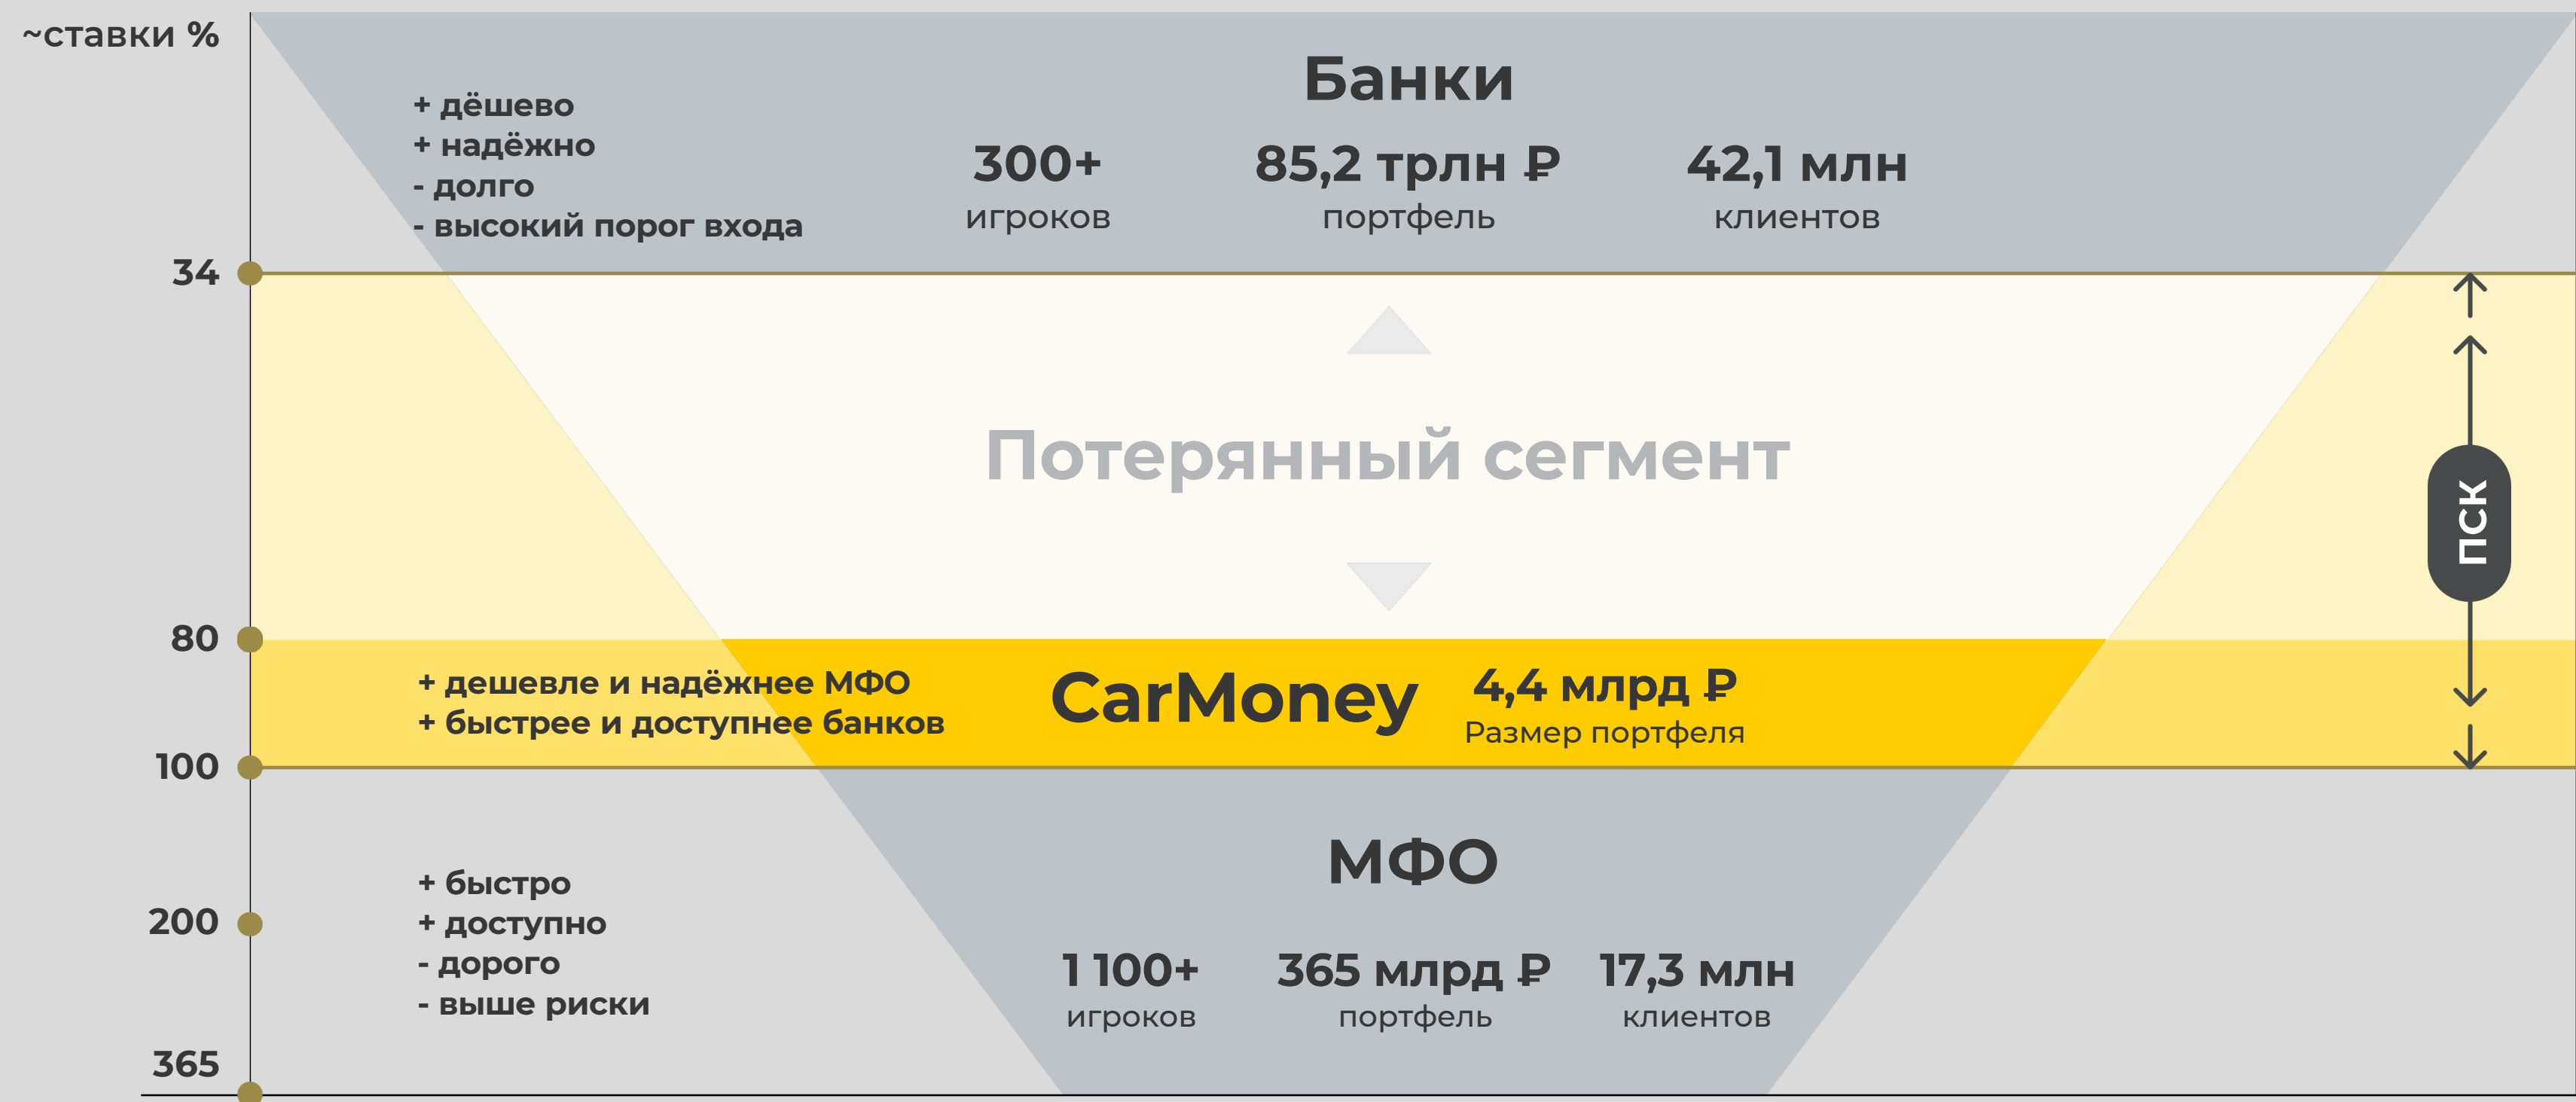 ~ставки %
Банки
+ дёшево
+ надёжно
- долго
- высокий порог входа
300+
игроков
85,2 трлн ₽
портфель
42,1 млн
клиентов
34
Потерянный сегмент
ПСК
80
+ дешевле и надёжнее МФО
+ быстрее и доступнее банков
CarMoney
4,4 млрд ₽
Размер портфеля
100
МФО
+ быстро
+ доступно
- дорого
- выше риски
200
1 100+
игроков
365 млрд ₽
портфель
17,3 млн
клиентов
365